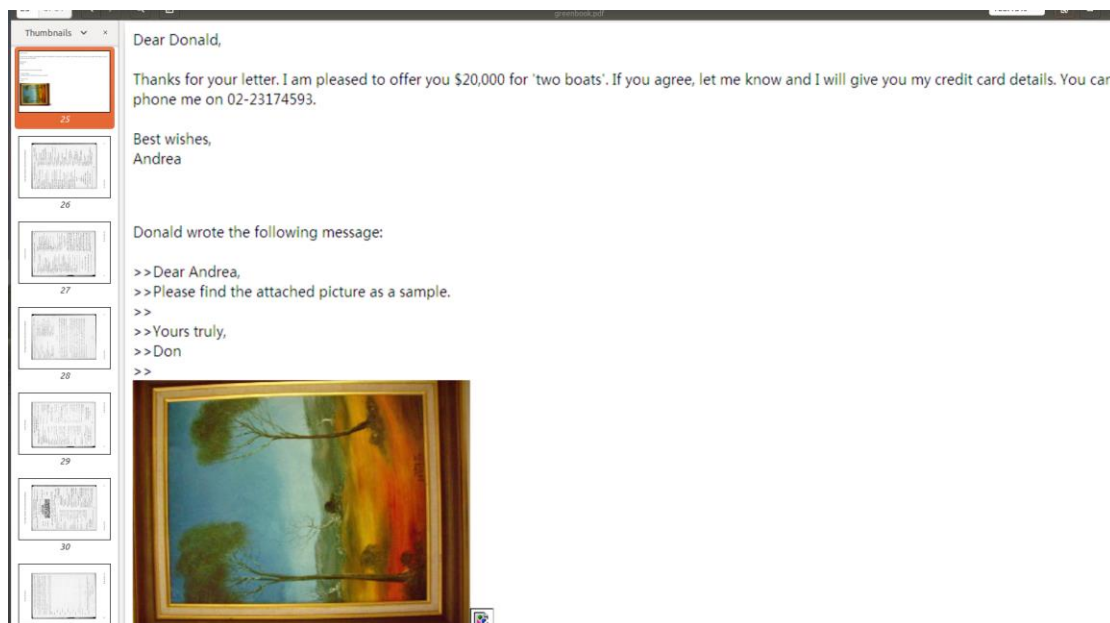 greenbook.pdf
Thumbnails
Dear Donald,
Thanks for your letter. I am pleased to offer you $20,000 for 'two boats'. If you agree, let me know and I will give you my credit card details. You can
phone me on 02-23174593.
Best wishes,
Andrea
Donald wrote the following message:
>>Dear Andrea,
>>Please find the attached picture as a sample.
>>
>>Yours truly,
>>Don
>>
25
26
27
28
29
30